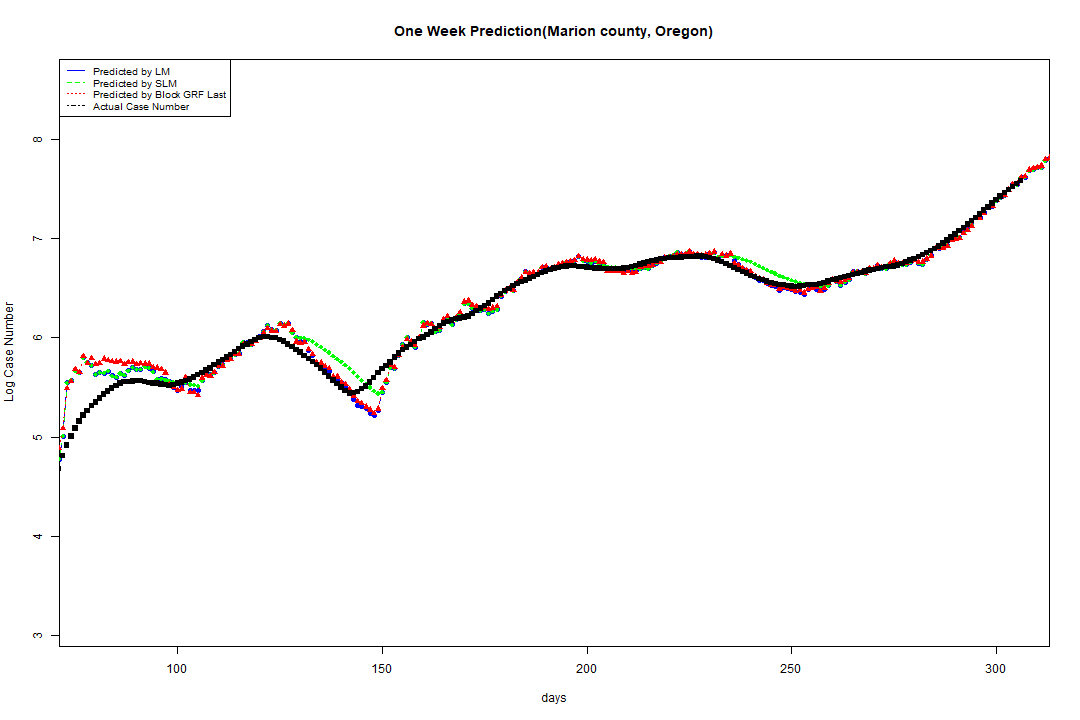 One Week Prediction(Marion county, Oregon)
Predicted by LM
Predicted by SLM
Predicted by Block GRF Last
Actual Case Number
8
7
6
5
4
3
Log Case Number
100 150 200 250 300
days